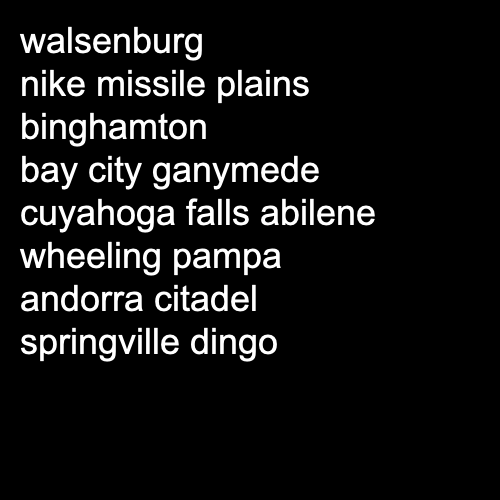 walsenburg
nike missile plains
binghamton
bay city ganymede
cuyahoga falls abilene
wheeling pampa
andorra citadel
springville dingo